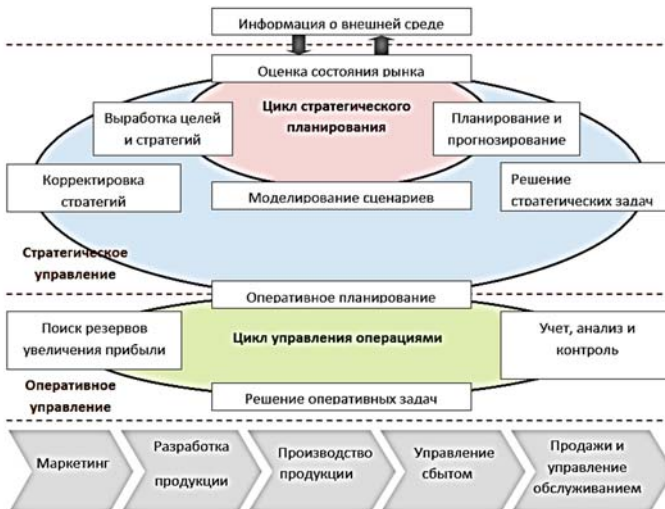 Информация о внешней среде
Оценка состояния рынка
Цикл стратегического
планирования
Выработка целей
и стратегий
Планирование и
прогнозирование
Корректировка
стратегий
Моделирование сценариев
Решение
стратегических задач
Стратегическое
управление
Оперативное планирование
Поиск резервов
увеличения прибыли
Цикл управления операциями
Учет, анализ и
контроль
Оперативное
управление
Решение оперативных задач
Маркетинг
Разработка
продукции
Производство
продукции
Управление
сбытом
Продажи и
управление
обслуживанием